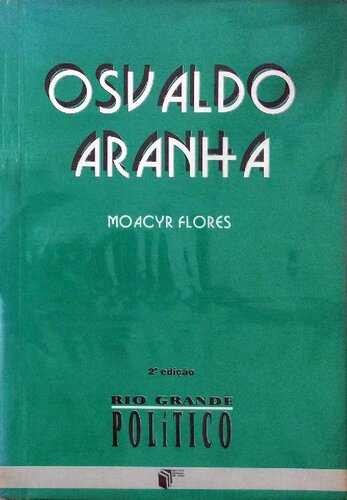 OSVALDO
ARANHA
MOACYR FLORES
2ª edição
RIO GRANDE
POLÍTICO